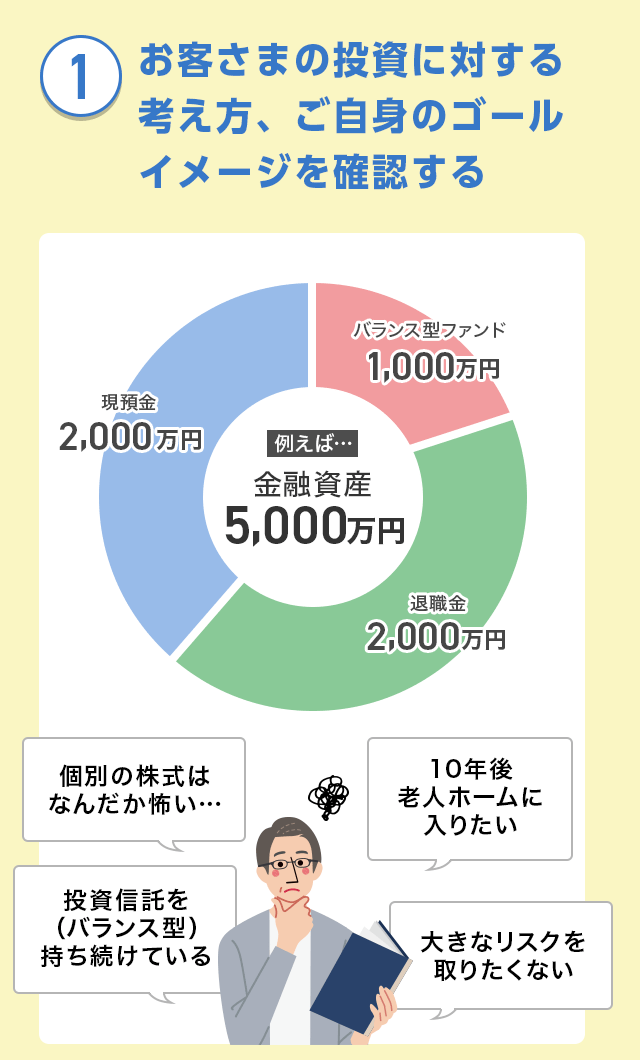 1
お客さまの投資に対する
考え方、ご自身のゴール
イメージを確認する
バランス型ファンド
1,000万円
現預金
2,000万円
例えば…
金融資産
5,000万円
退職金
2,000万円
個別の株式は
なんだか怖い…
10年後
老人ホームに
入りたい
投資信託を
(バランス型)
持ち続けている
大きなリスクを
取りたくない